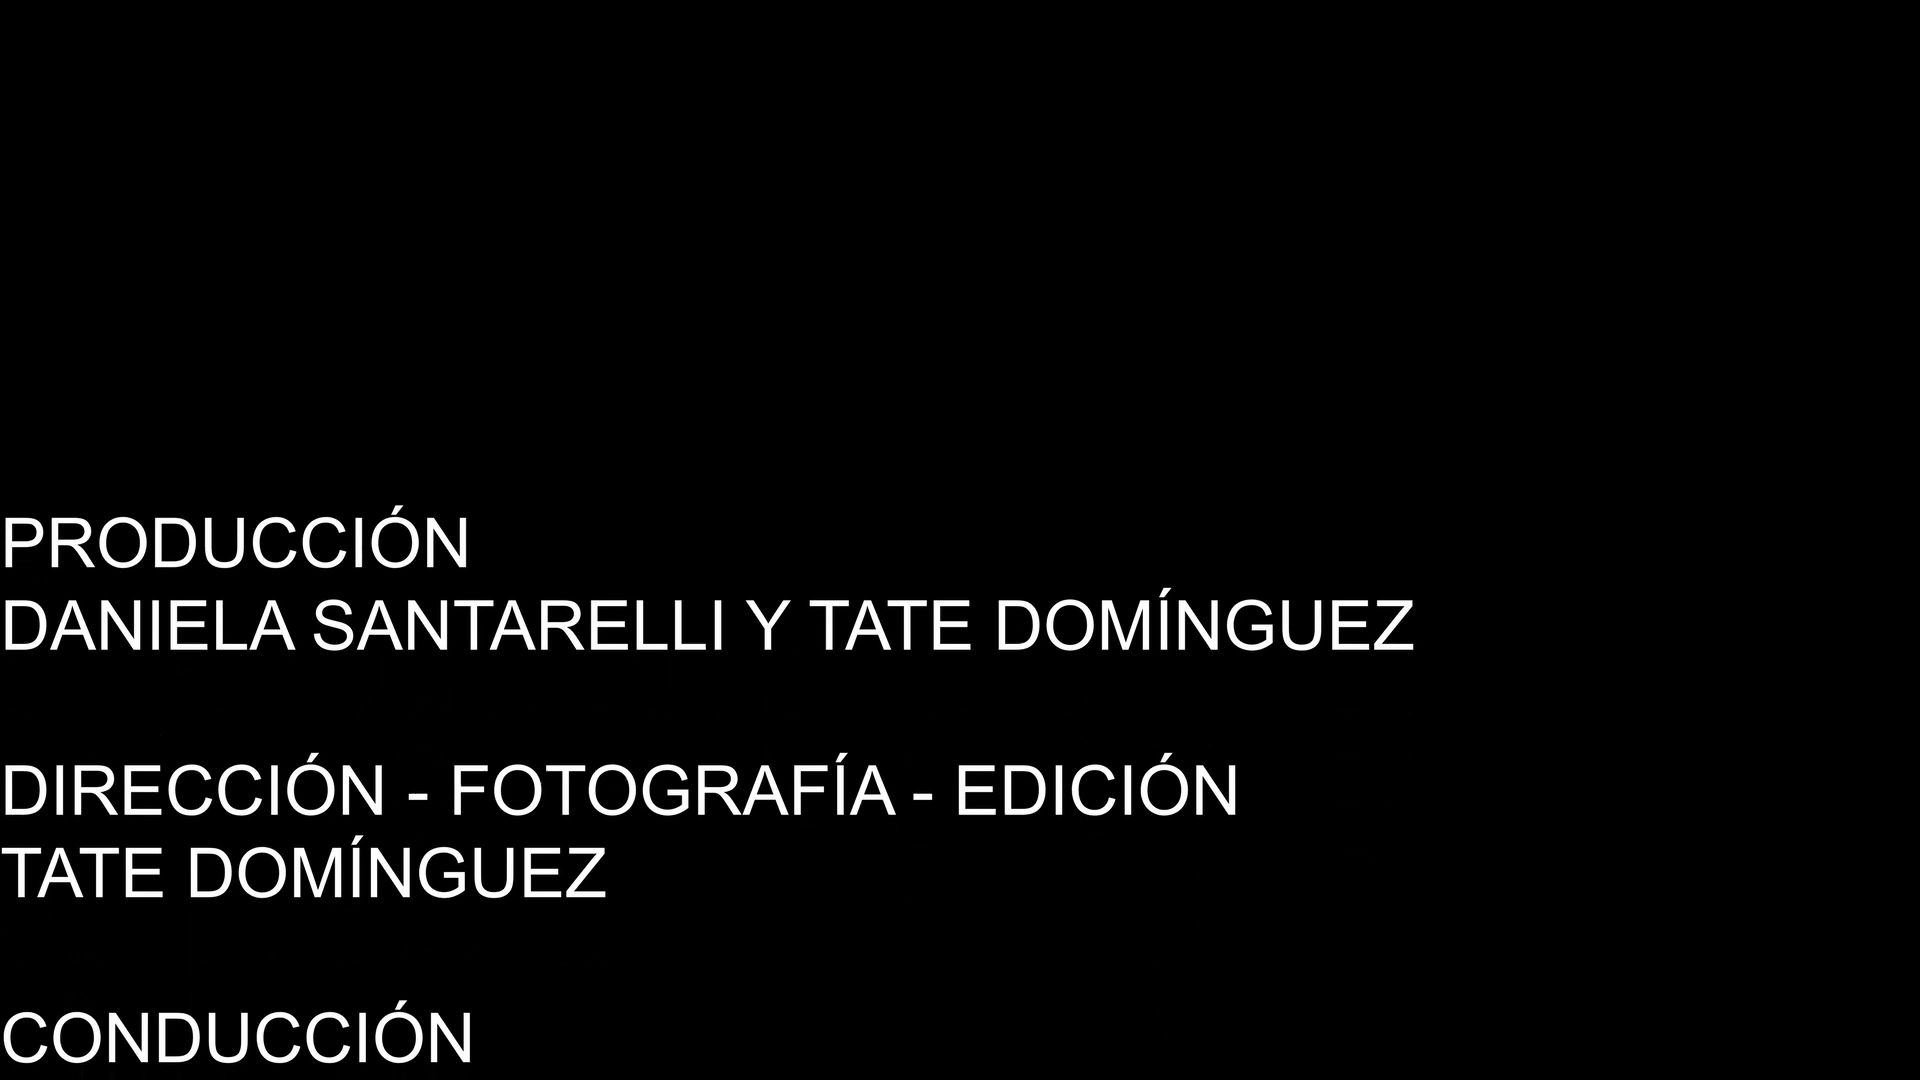 PRODUCCIÓN
DANIELA SANTARELLI Y TATE DOMÍNGUEZ
DIRECCIÓN - FOTOGRAFÍA - EDICIÓN
TATE DOMÍNGUEZ
CONDUCCIÓN